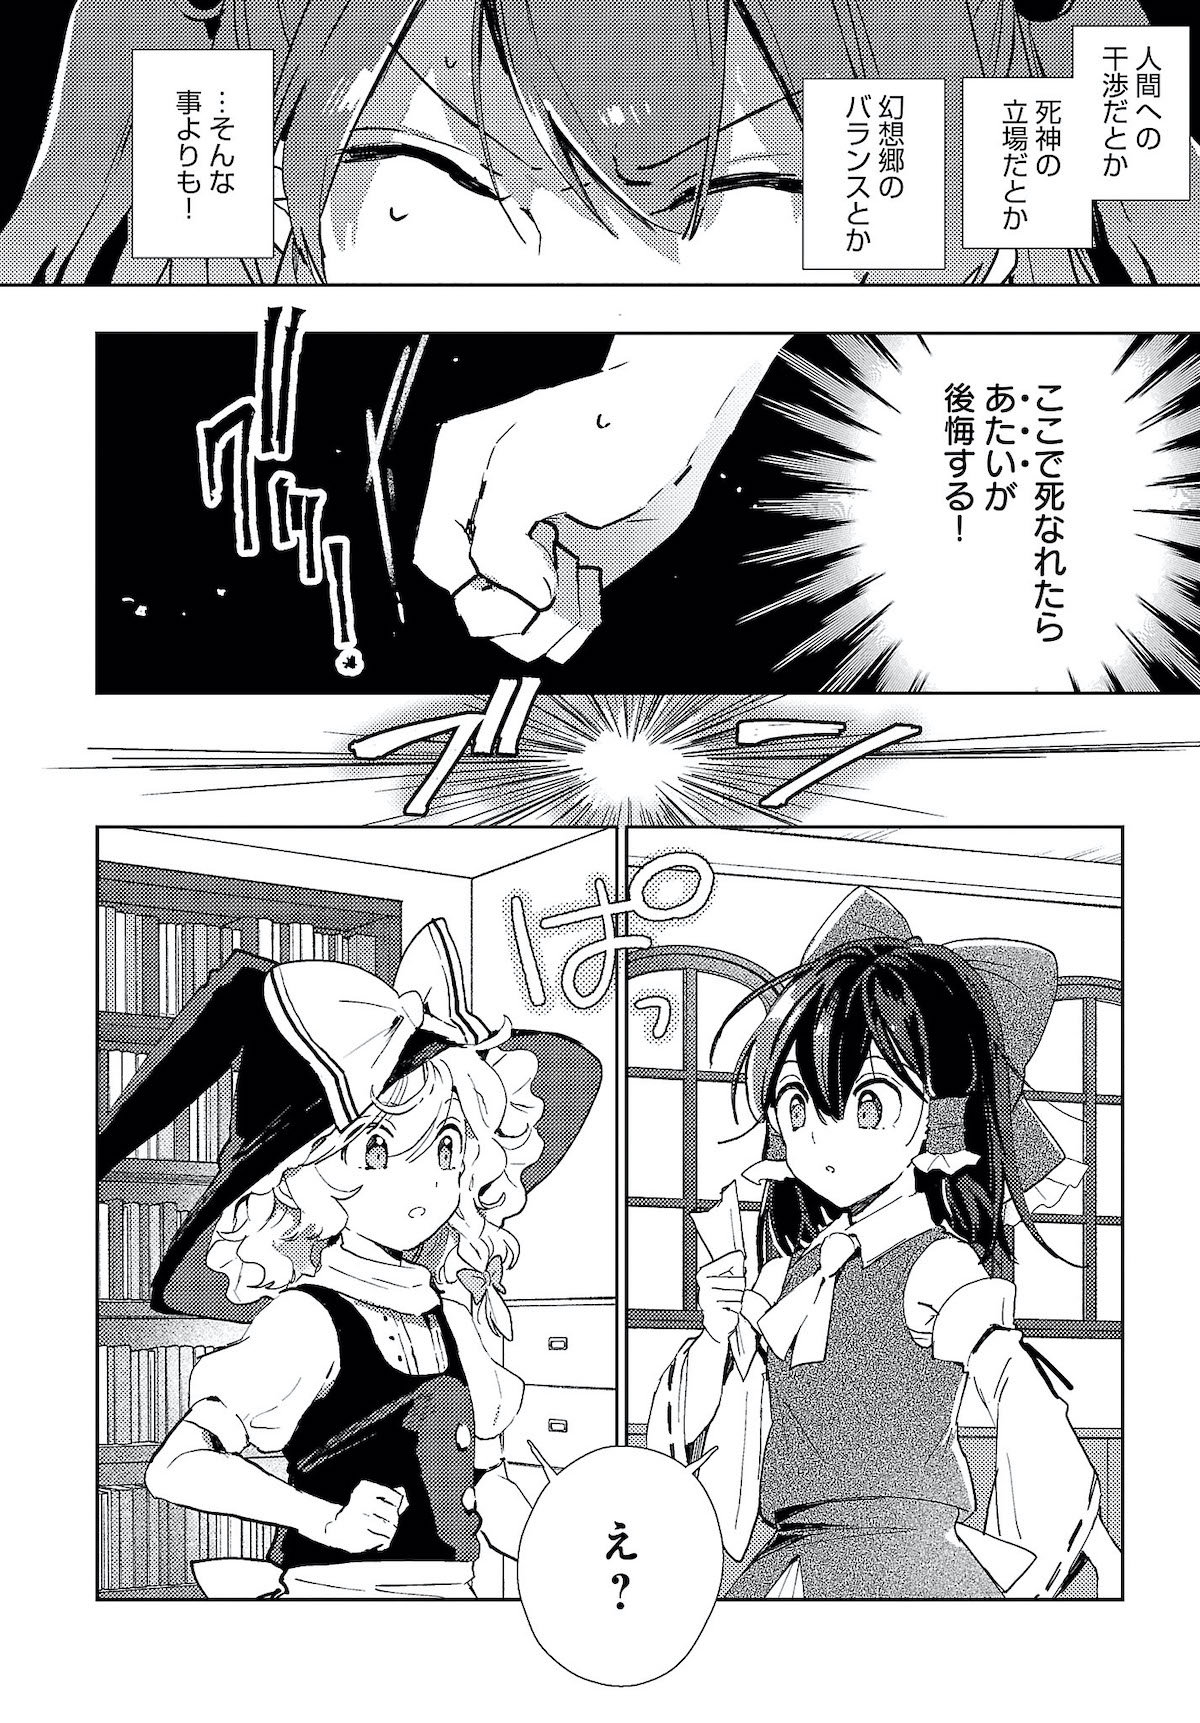 人間への
干渉だとか
死神の
立場だとか
幻想郷の
バランスとか
…そんな
事よりも！
ここで死なれたら
あたいが
後悔する！
ブン
ぱっ
え？